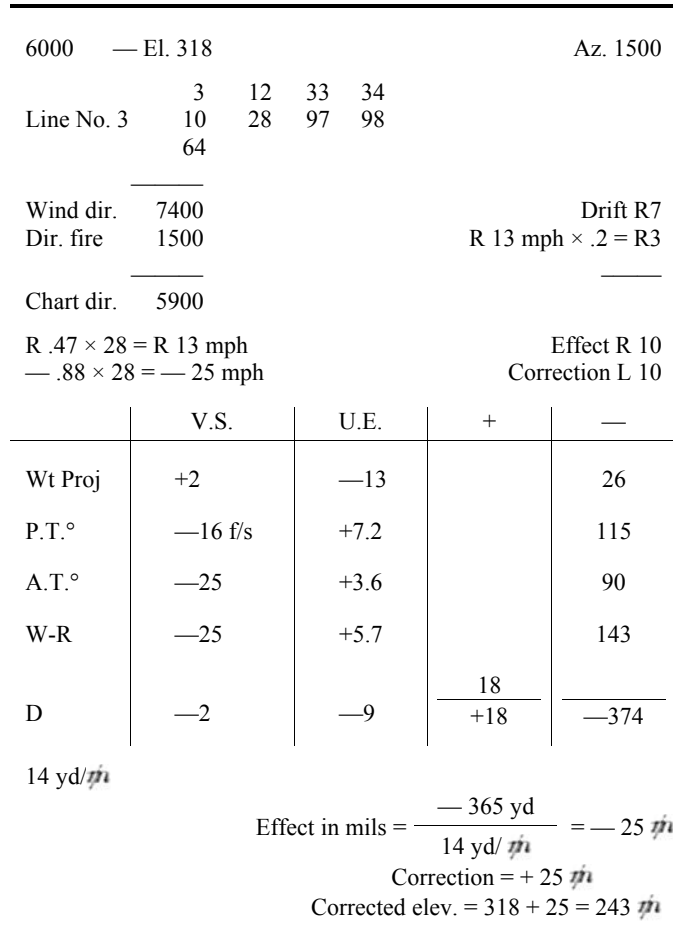 6000 — El. 318 Az. 1500
3 12 33 34
Line No. 3 10 28 97 98
64
Wind dir. 7400 Drift R7
Dir. fire 1500 R 13 mph × .2 = R3
Chart dir. 5900
R .47 × 28 = R 13 mph Effect R 10
— .88 × 28 = — 25 mph Correction L 10
V.S. U.E. + —
Wt Proj +2 —13 26
P.T.° —16 f/s +7.2 115
A.T.° —25 +3.6 90
W-R —25 +5.7 143
18
D —2 —9 +18 —374
14 yd/m̸
— 365 yd
Effect in mils = = — 25 m̸
14 yd/ m̸
Correction = + 25 m̸
Corrected elev. = 318 + 25 = 243 m̸